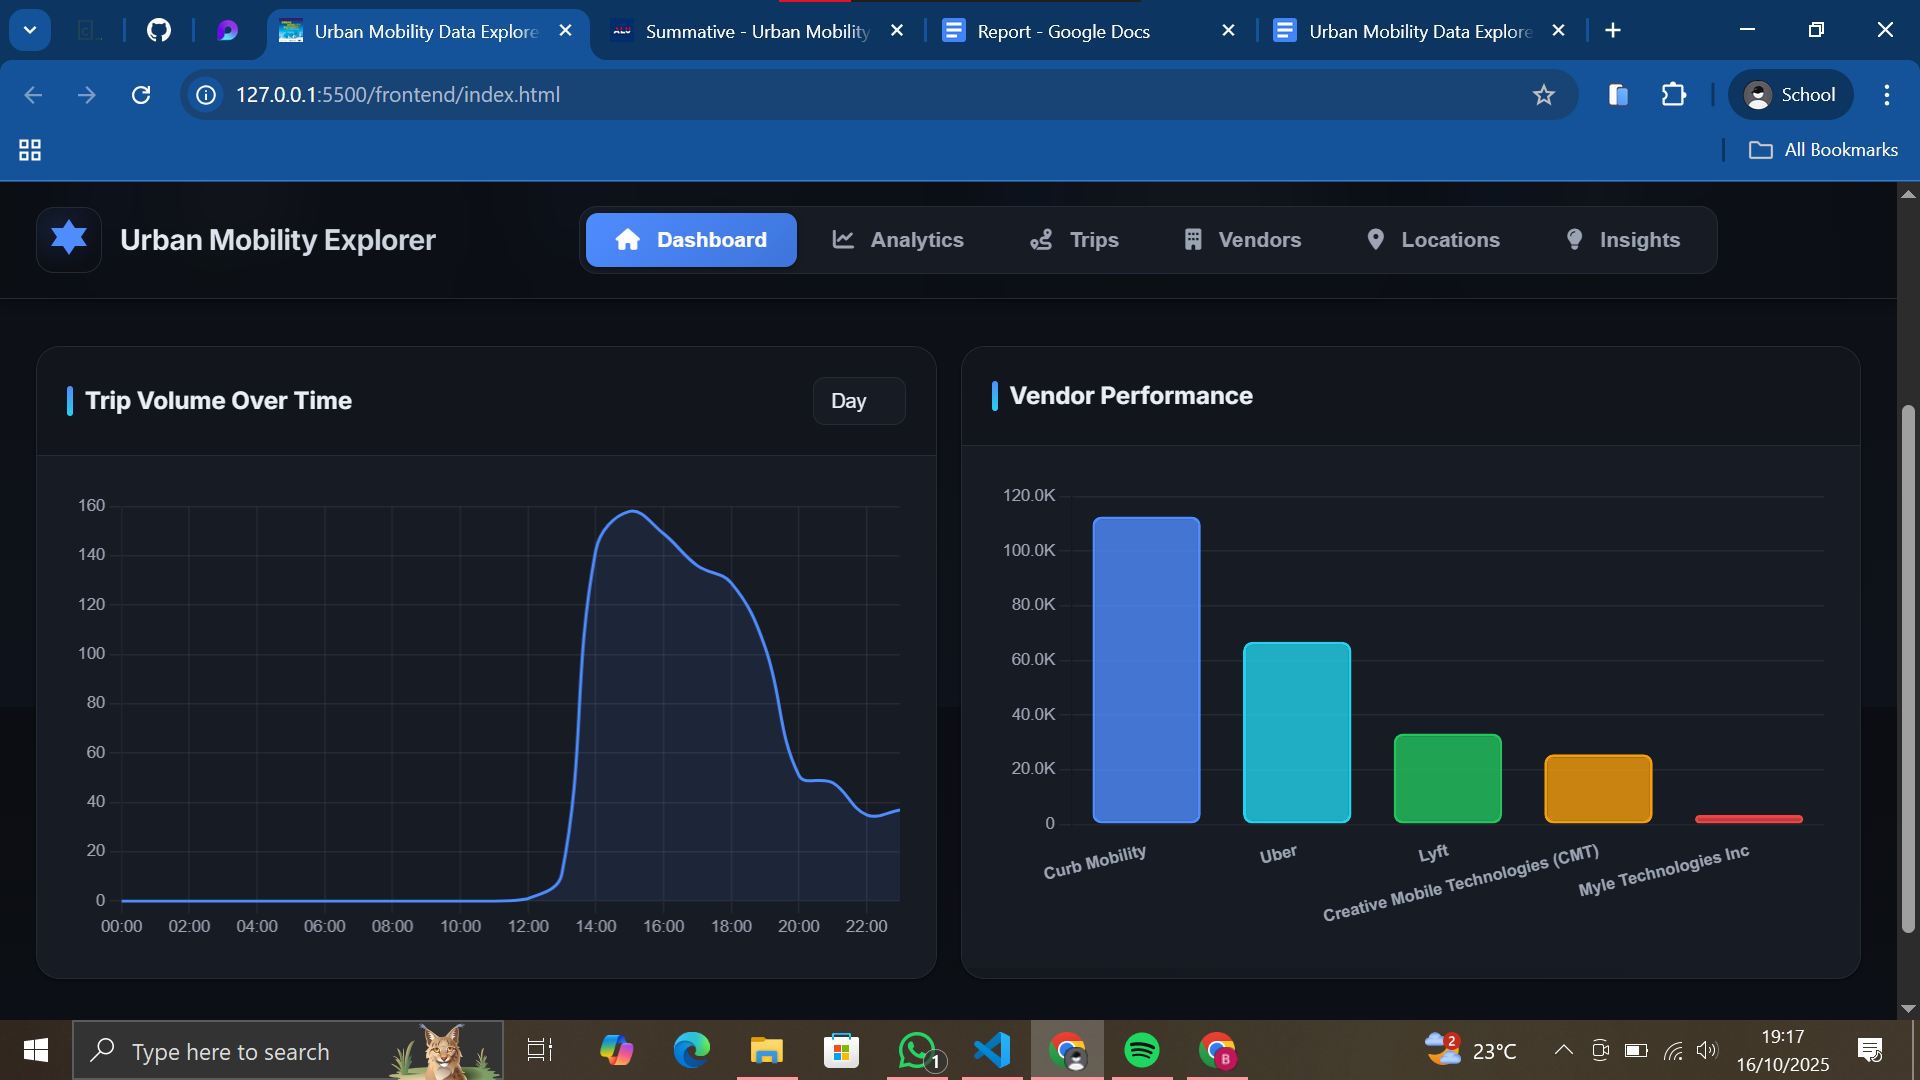 Urban Mobility Data Explore
Summative - Urban Mobility
Report - Google Docs
Urban Mobility Data Explore
127.0.0.1:5500/frontend/index.html
School
All Bookmarks
Urban Mobility Explorer
Dashboard
Analytics
Trips
Vendors
Locations
Insights
Trip Volume Over Time
Day
160
140
120
100
80
60
40
20
0
00:00
02:00
04:00
06:00
08:00
10:00
12:00
14:00
16:00
18:00
20:00
22:00
Vendor Performance
120.0K
100.0K
80.0K
60.0K
40.0K
20.0K
0
Curb Mobility
Uber
Lyft
Creative Mobile Technologies (CMT)
Myle Technologies Inc
Type here to search
1
B
2
23°C
19:17
16/10/2025